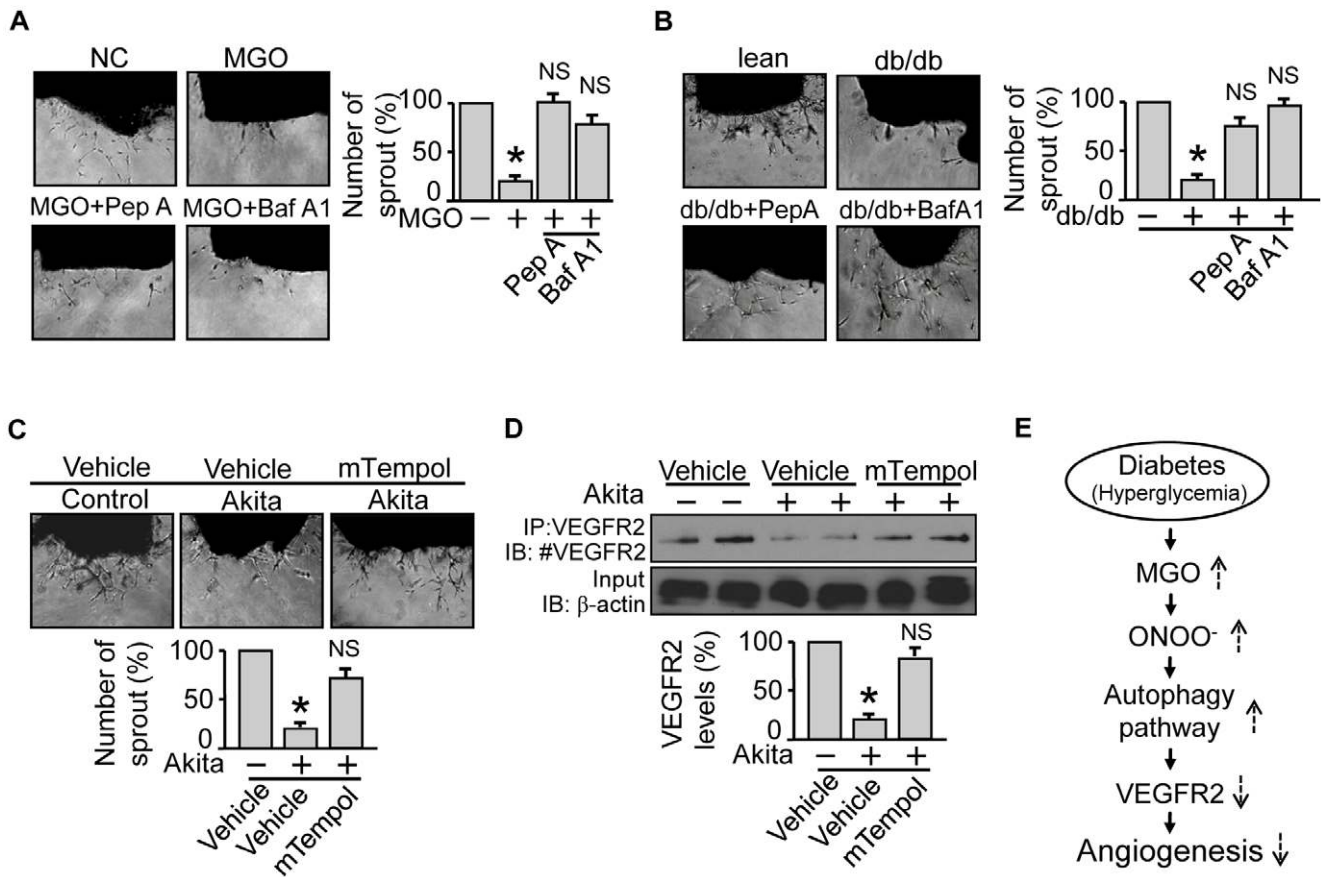 A
NC
MGO
MGO+Pep A
MGO+Baf A1
Number of
sprout (%)
100
50
0
*
NS
NS
MGO
−
+
+
+
Pep A
Baf A1
B
lean
db/db
db/db+PepA
db/db+BafA1
Number of
sprout (%)
100
50
0
*
NS
NS
db/db
−
+
+
+
Pep A
Baf A1
C
Vehicle
Vehicle
mTempol
Control
Akita
Akita
Number of
sprout (%)
100
50
0
*
NS
Akita
−
+
+
Vehicle
Vehicle
mTempol
D
Vehicle
Vehicle
mTempol
Akita
− − + + + +
IP:VEGFR2
IB: #VEGFR2
Input
IB: β-actin
VEGFR2
levels (%)
100
50
0
*
NS
Akita
−
+
+
Vehicle
Vehicle
mTempol
E
Diabetes
(Hyperglycemia)
MGO
ONOO-
Autophagy
pathway
VEGFR2
Angiogenesis